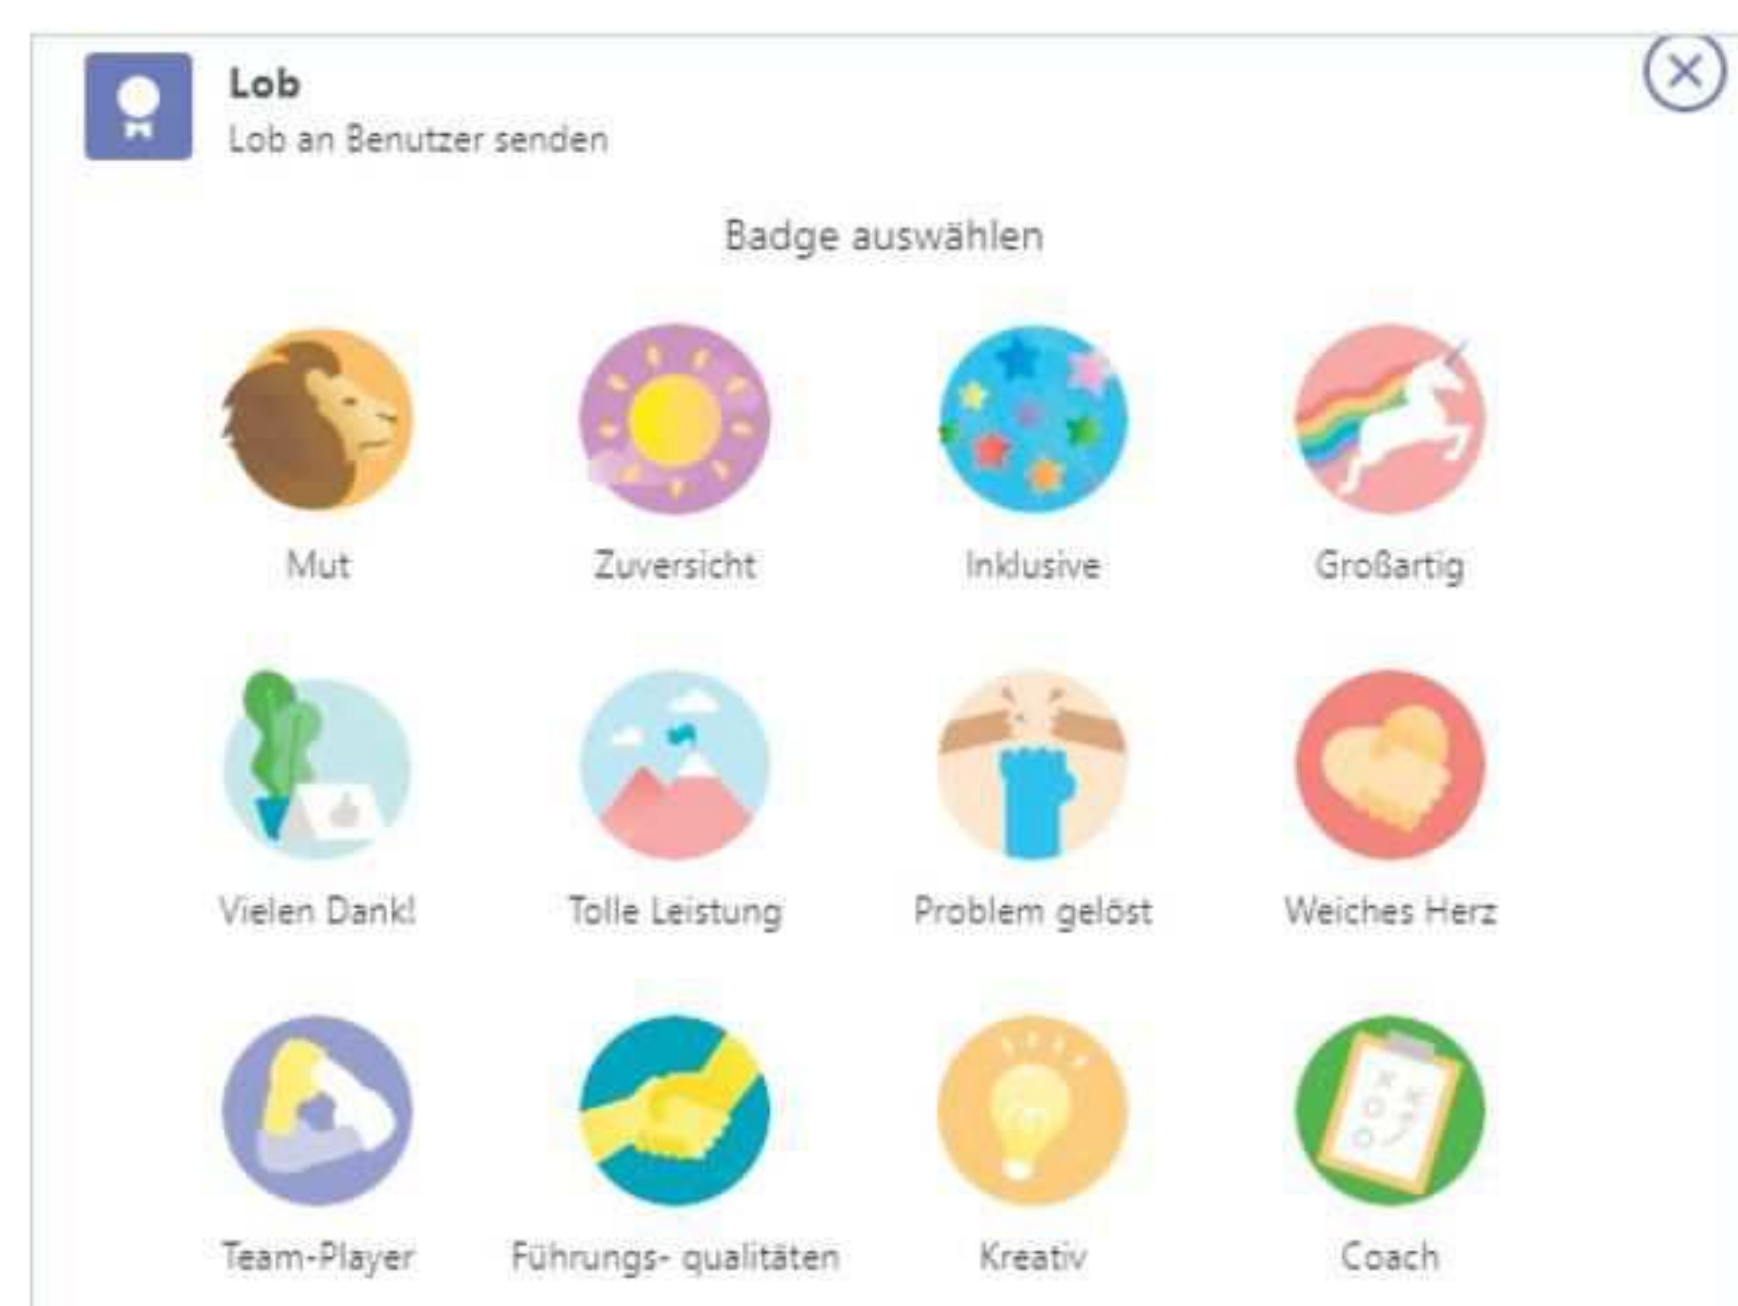 Lob
Lob an Benutzer senden
Badge auswählen
Mut
Zuversicht
Inklusive
Großartig
Vielen Dank!
Tolle Leistung
Problem gelöst
Weiches Herz
Team-Player
Führungs- qualitäten
Kreativ
Coach